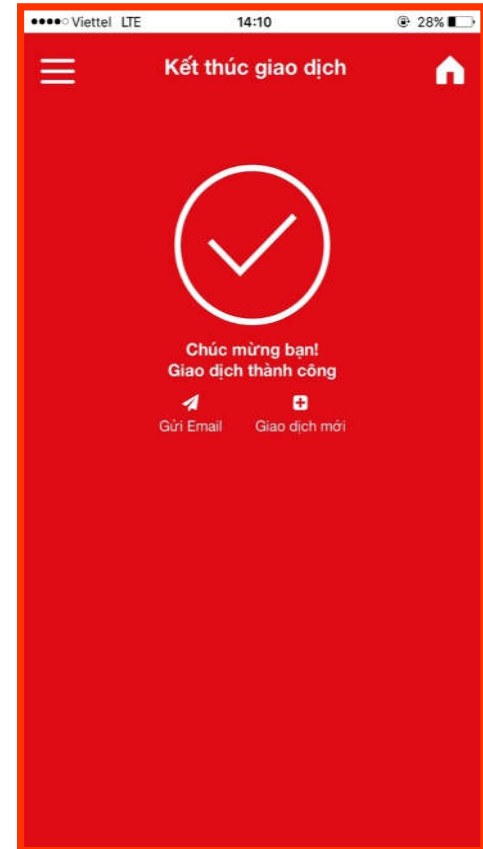 Viettel LTE 14:10 28%
Kết thúc giao dịch
Chúc mừng bạn!
Giao dịch thành công
Gửi Email Giao dịch mới